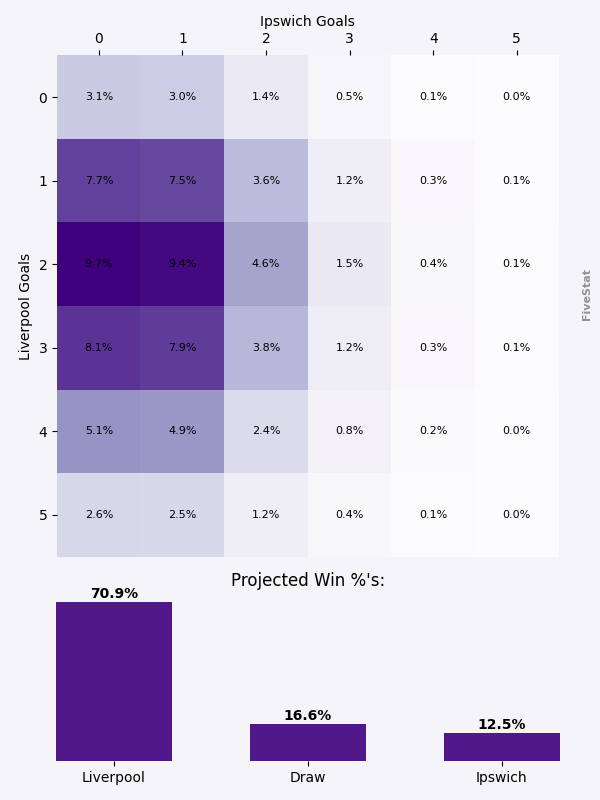 Ipswich Goals
0 1 2 3 4 5
Liverpool Goals
0 3.1% 3.0% 1.4% 0.5% 0.1% 0.0%
1 7.7% 7.5% 3.6% 1.2% 0.3% 0.1%
2 9.7% 9.4% 4.6% 1.5% 0.4% 0.1%
3 8.1% 7.9% 3.8% 1.2% 0.3% 0.1%
4 5.1% 4.9% 2.4% 0.8% 0.2% 0.0%
5 2.6% 2.5% 1.2% 0.4% 0.1% 0.0%
FiveStat
Projected Win %'s:
70.9% 16.6% 12.5%
Liverpool Draw Ipswich